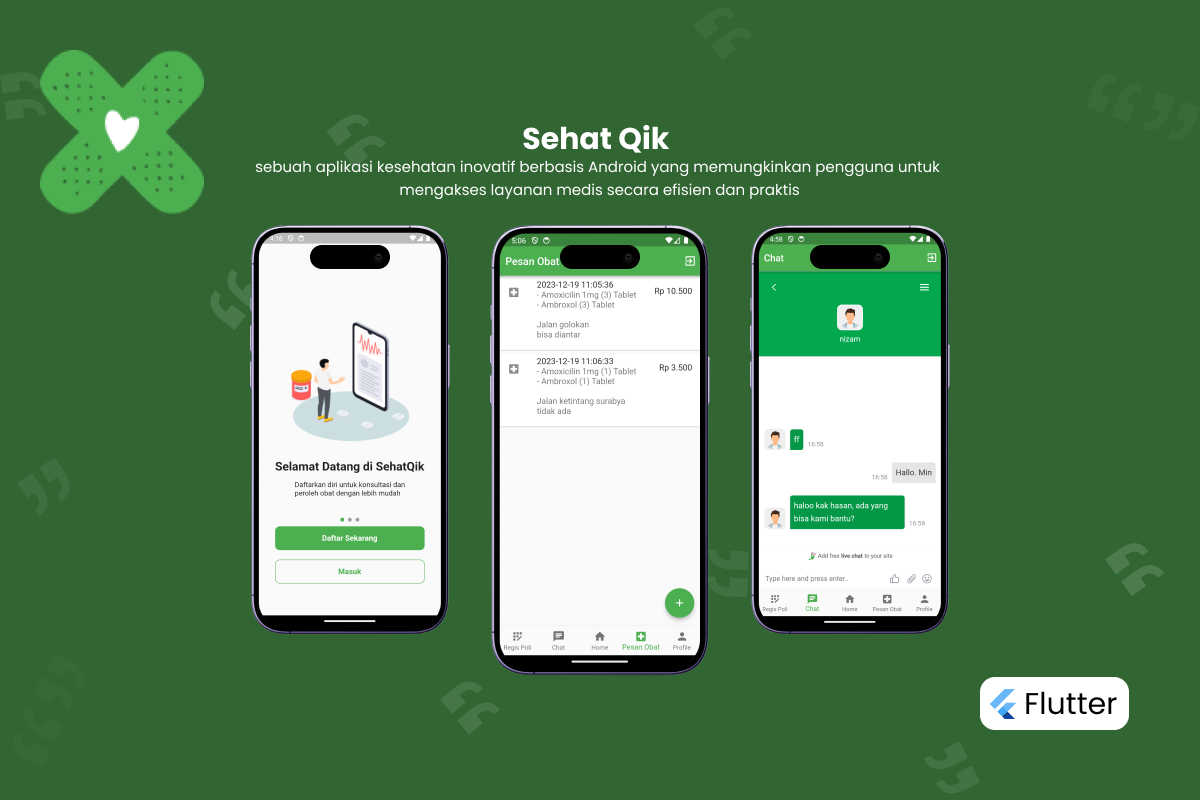 Sehat Qik
sebuah aplikasi kesehatan inovatif berbasis Android yang memungkinkan pengguna untuk
mengakses layanan medis secara efisien dan praktis
4:16
Selamat Datang di SehatQik
Daftarkan diri untuk konsultasi dan
peroleh obat dengan lebih mudah
Daftar Sekarang
Masuk
5:06
Pesan Obat
2023-12-19 11:05:36
- Amoxicilin 1mg (3) Tablet
- Ambroxol (3) Tablet
Rp 10.500
Jalan golokan
bisa diantar
2023-12-19 11:06:33
- Amoxicilin 1mg (1) Tablet
- Ambroxol (1) Tablet
Rp 3.500
Jalan ketintang surabya
tidak ada
+
Regis Poli Chat Home Pesan Obat Profile
4:58
Chat
nizam
ff 16:58
16:58 Hallo. Min
haloo kak hasan, ada yang
bisa kami bantu? 16:58
Add free live chat to your site
Type here and press enter..
Regis Poli Chat Home Pesan Obat Profile
Flutter